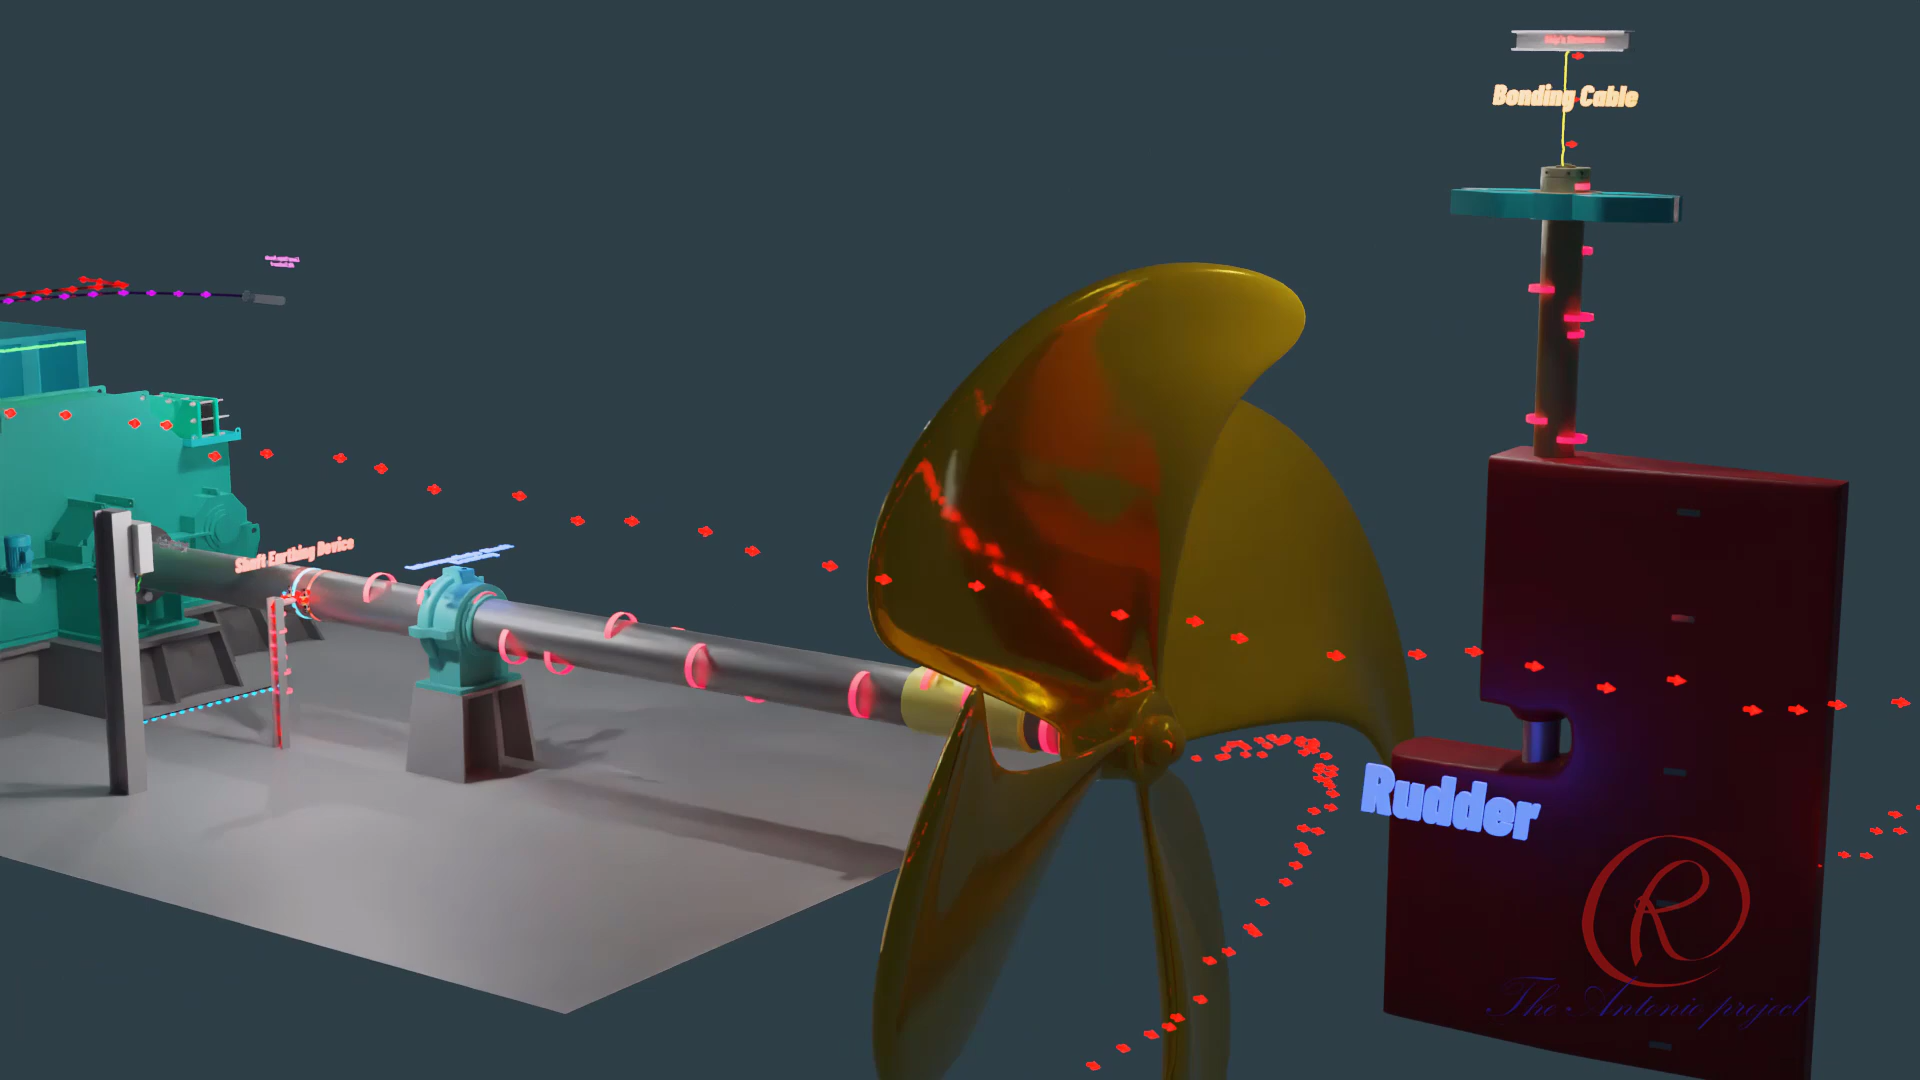 Bonding Cable
Shaft Earthing Device
Rudder
R
The Antonio project